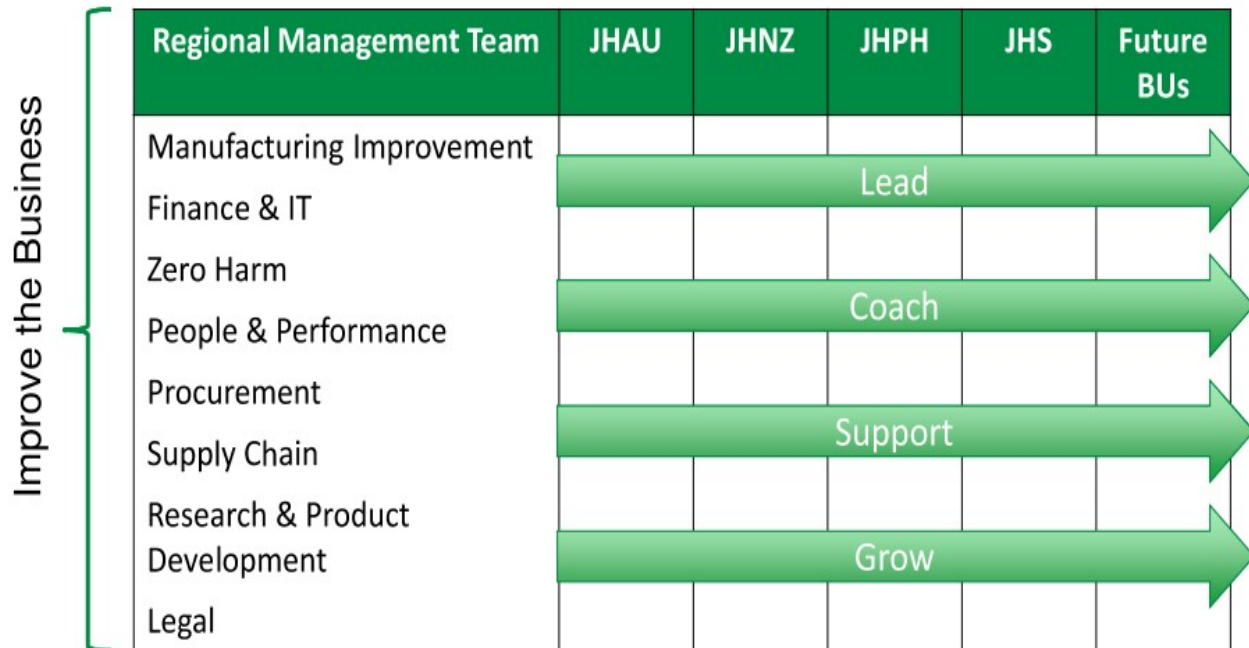 Improve the Business
Regional Management Team
JHAU
JHNZ
JHPH
JHS
Future
BUs
Manufacturing Improvement
Finance & IT
Zero Harm
People & Performance
Procurement
Supply Chain
Research & Product
Development
Legal
Lead
Coach
Support
Grow